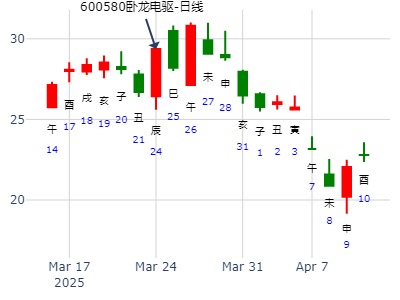 600580卧龙电驱-日线
30
25
20
午
14
酉
17
戌
18
亥
19
子
20
丑
21
辰
24
巳
25
午
26
未
27
申
28
亥
31
子
1
丑
2
寅
3
午
7
未
8
申
9
酉
10
Mar 17
2025
Mar 24
Mar 31
Apr 7